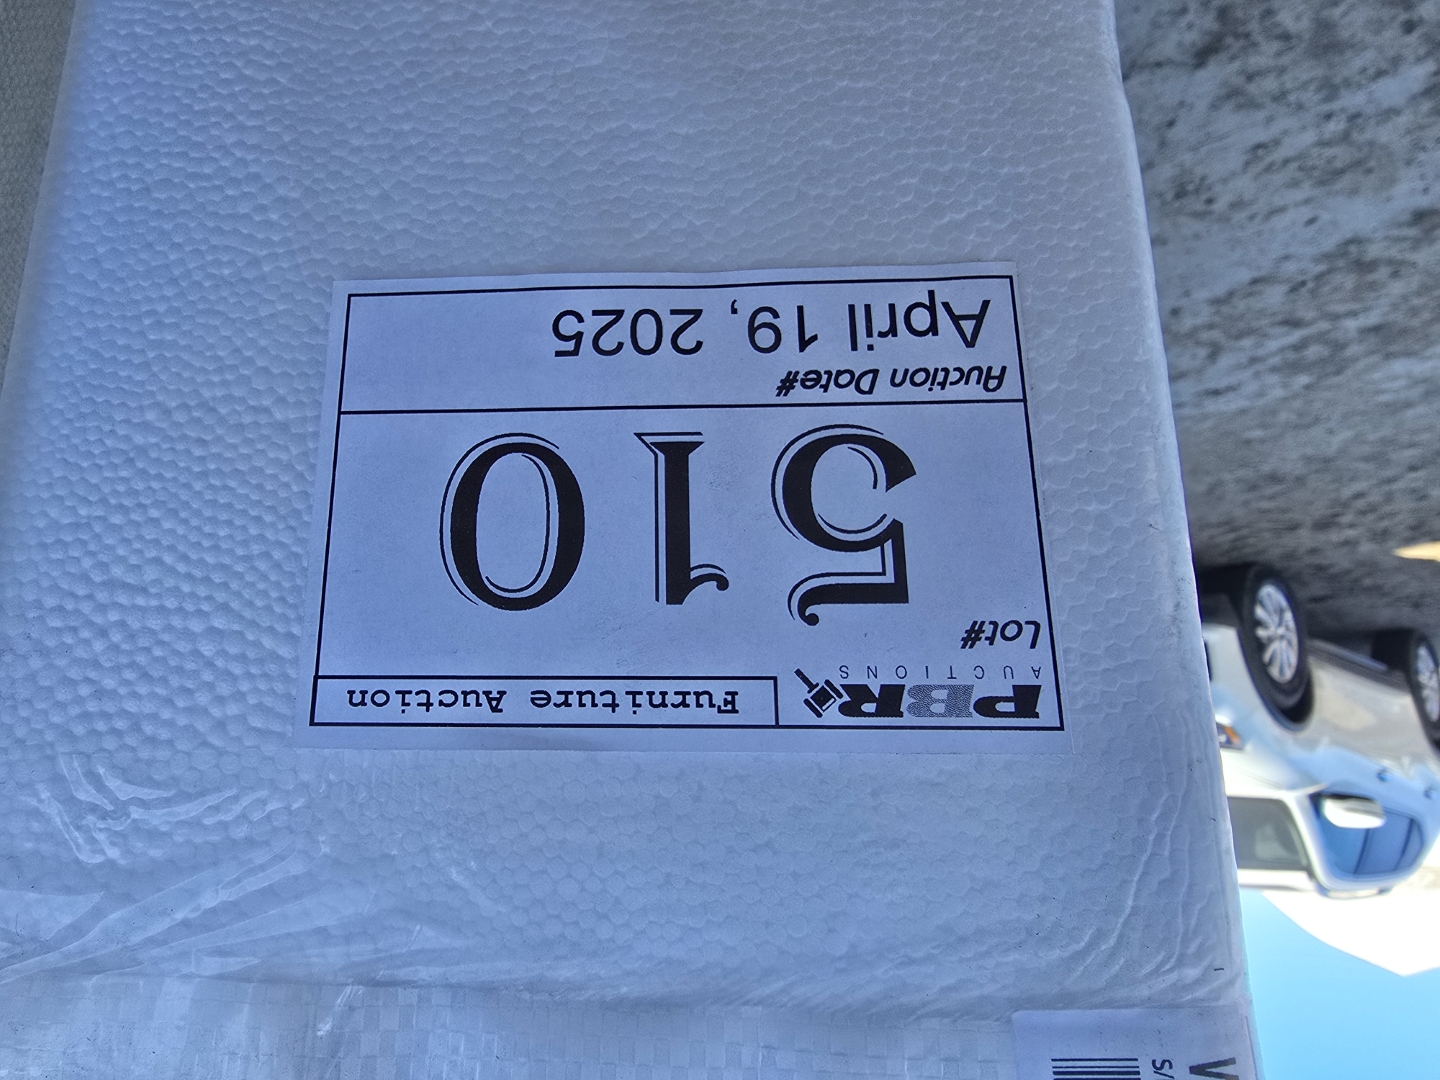 PBR Furniture Auction
AUCTIONS
Lot#
510
Auction Date#
April 19, 2025
S/